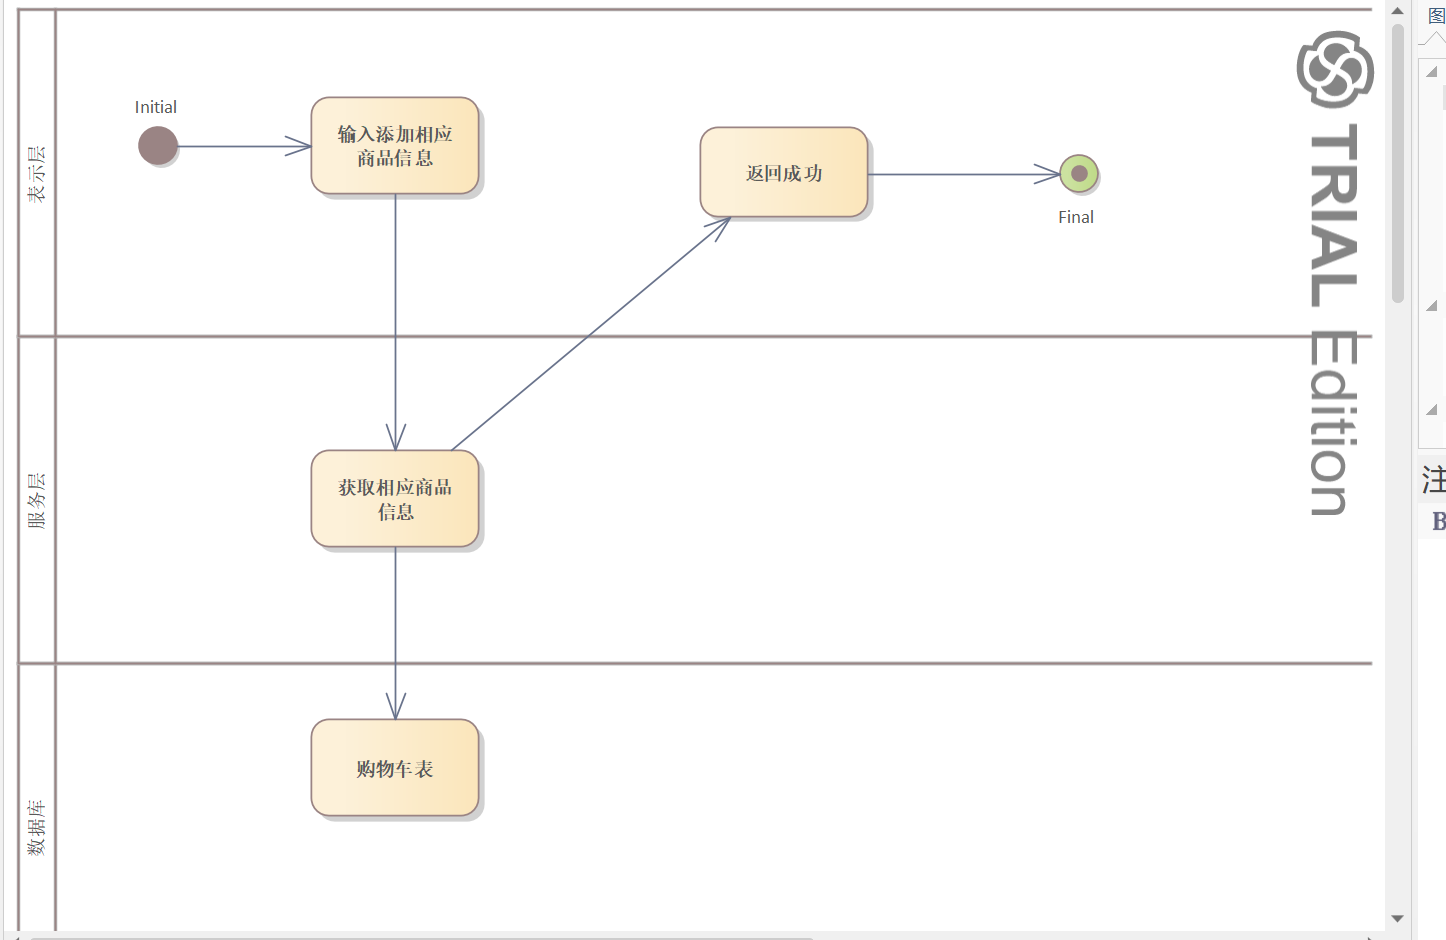 表示层
Initial
输入添加相应
商品信息
返回成功
Final
服务层
获取相应商品
信息
数据库
购物车表
TRIAL Edition
图
注
B